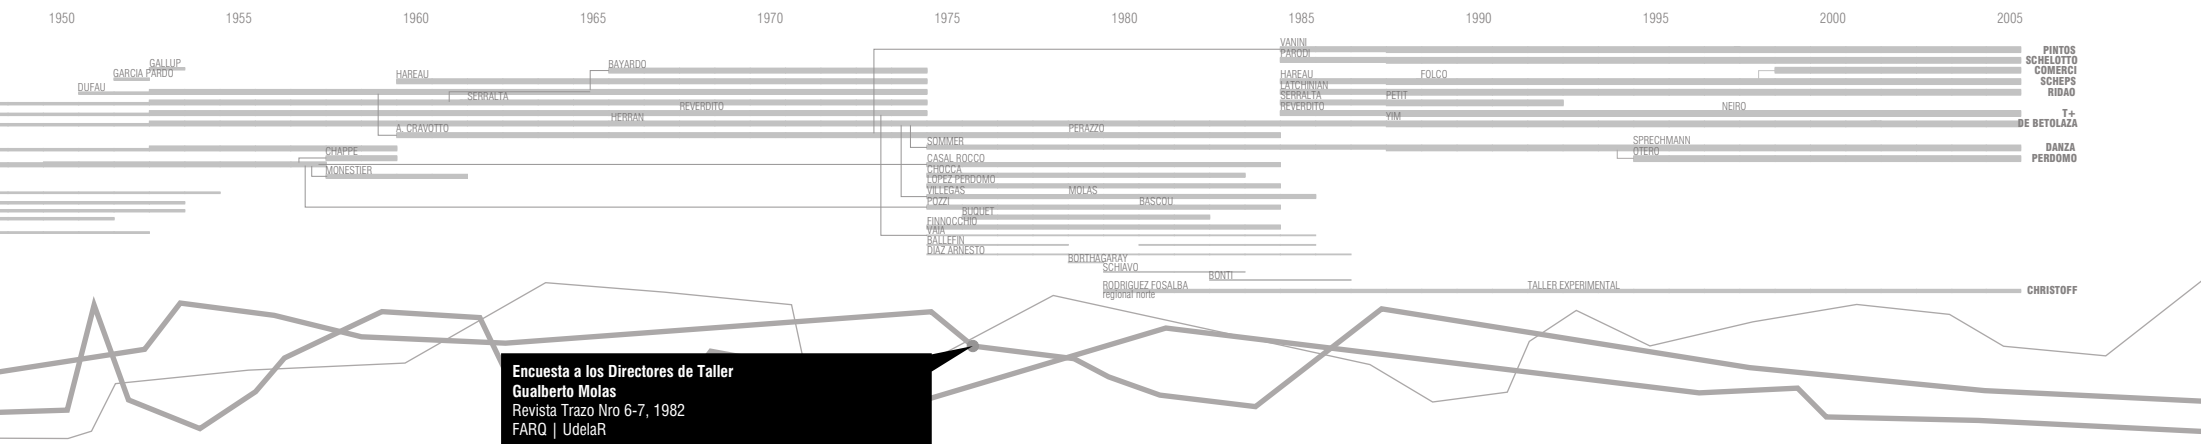 1950 1955 1960 1965 1970 1975 1980 1985 1990 1995 2000 2005
VANINI
PINTOS
PARODI
SCHELOTTO
GALLUP
BAYARDO
COMERCI
GARCIA PARDO
HAREAU
HAREAU
FOLCO
SCHEPS
DUFAU
LATCHINIAN
RIDAO
SERRALTA
SERRALTA
PETIT
REVERDITO
REVERDITO
NEIRO
T+
HERRAN
YIM
DE BETOLAZA
A. CRAVOTTO
PERAZZO
SOMMER
SPRECHMANN
DANZA
CHAPPE
OTERO
PERDOMO
CASAL ROCCO
MONESTIER
CHOCCA
LOPEZ PERDOMO
VILLEGAS
MOLAS
POZZI
BASCOU
BUQUET
FINNOCCHIO
VAIA
BALLEFIN
DIAZ ARNESTO
BORTHAGARAY
SCHIAVO
BONTI
RODRIGUEZ FOSALBA
TALLER EXPERIMENTAL
CHRISTOFF
regional norte
Encuesta a los Directores de Taller
Gualberto Molas
Revista Trazo Nro 6-7, 1982
FARQ | UdelaR